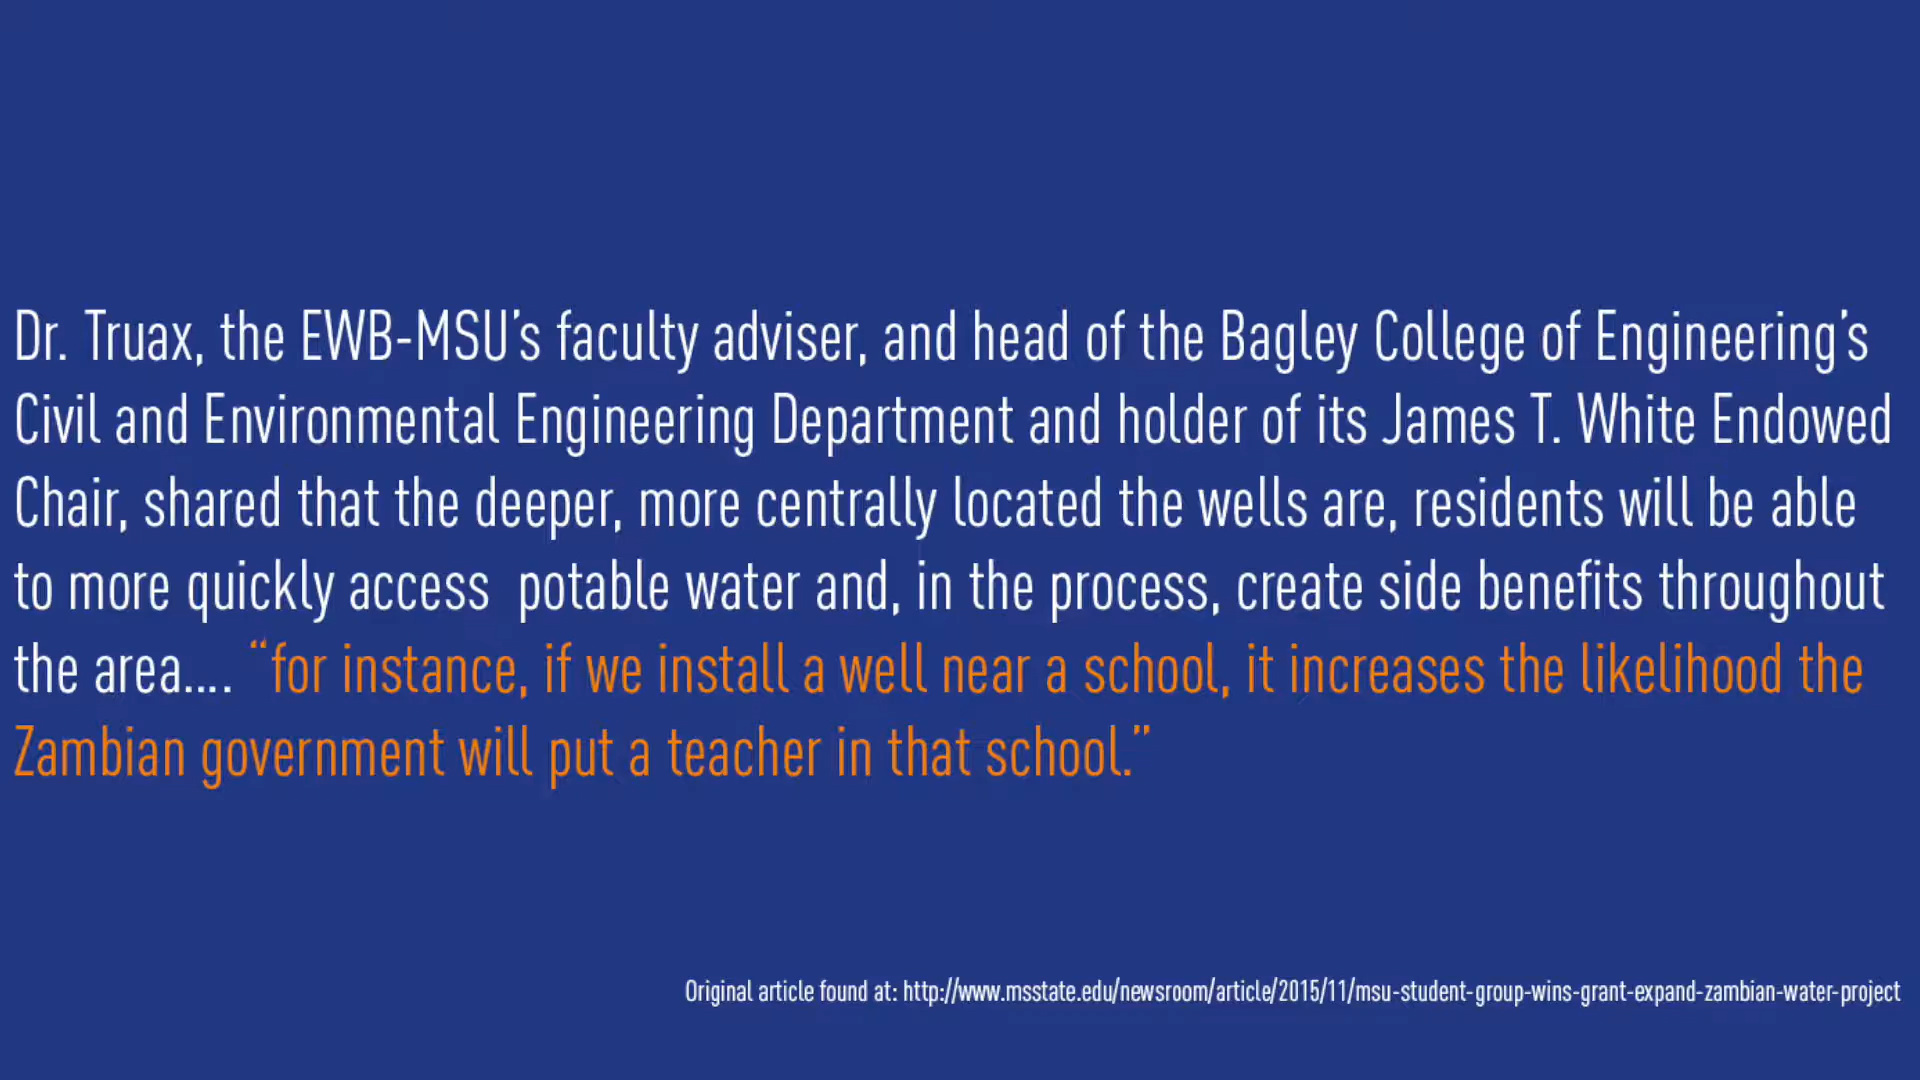 Dr. Truax, the EWB-MSU’s faculty adviser, and head of the Bagley College of Engineering’s
Civil and Environmental Engineering Department and holder of its James T. White Endowed
Chair, shared that the deeper, more centrally located the wells are, residents will be able
to more quickly access  potable water and, in the process, create side benefits throughout
the area.... “for instance, if we install a well near a school, it increases the likelihood the
Zambian government will put a teacher in that school.”
Original article found at: http://www.msstate.edu/newsroom/article/2015/11/msu-student-group-wins-grant-expand-zambian-water-project